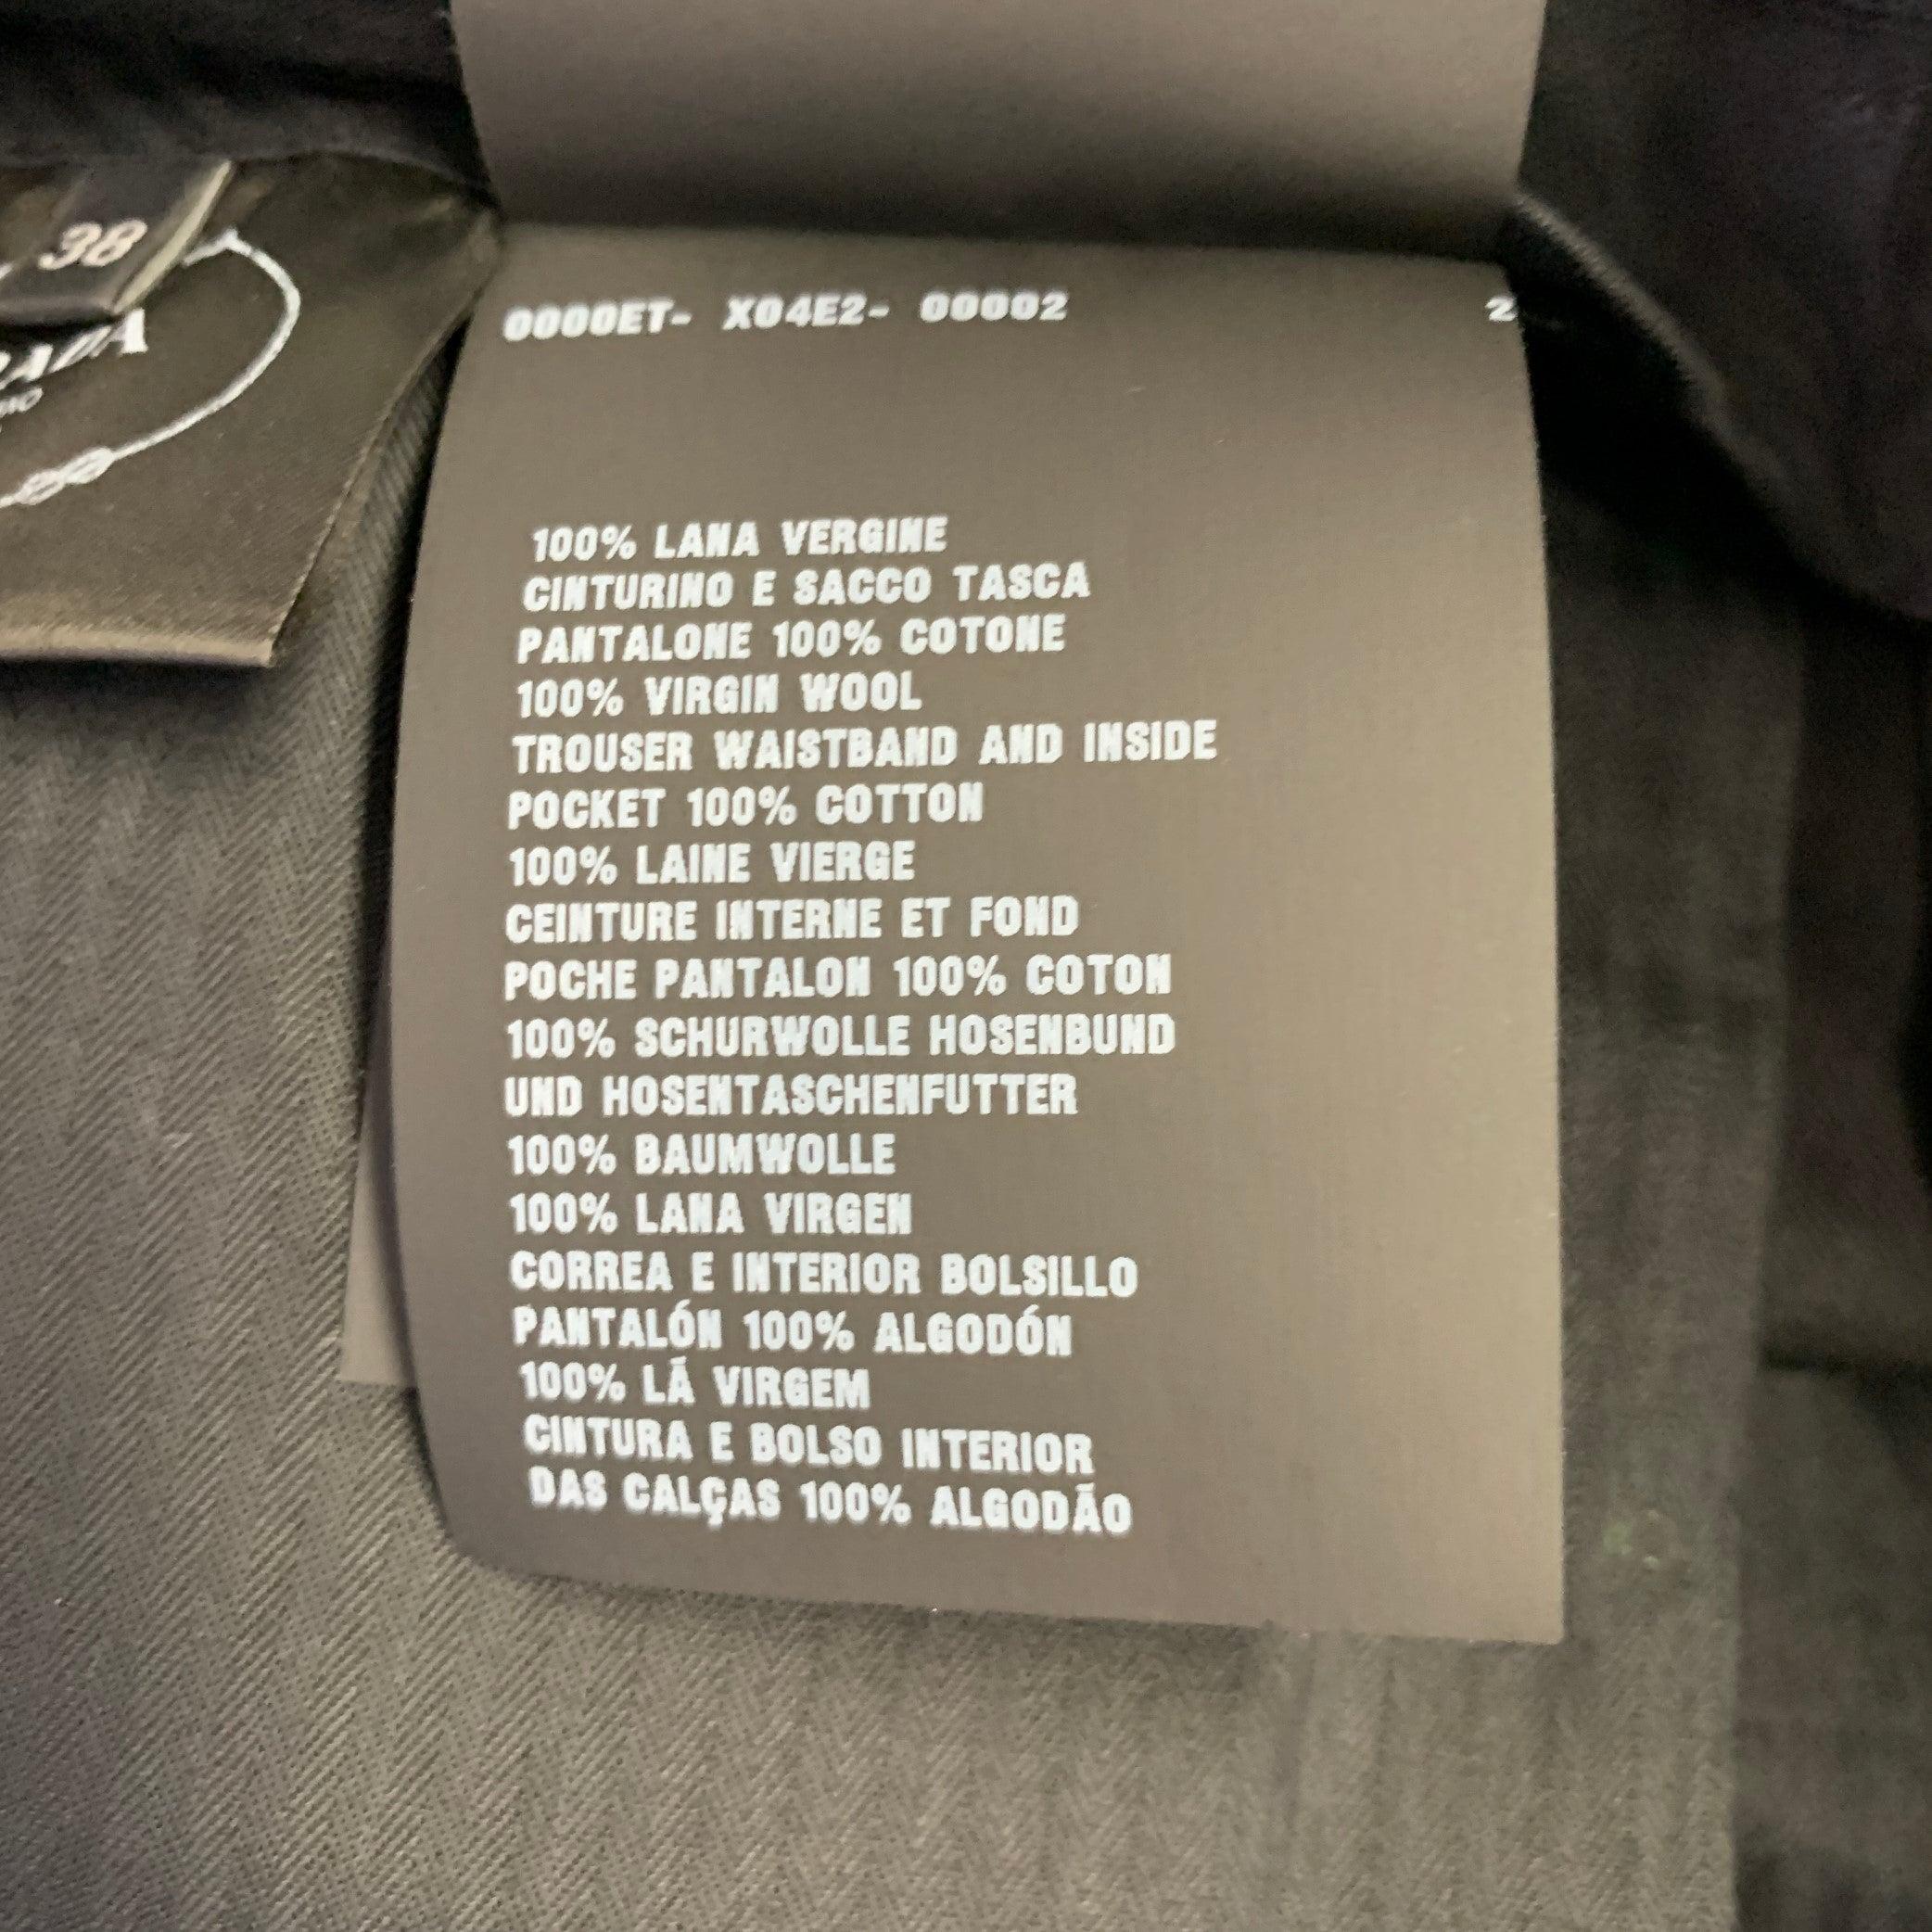 38
0000ET- X04E2- 00002 2
100% LANA VERGINE
CINTURINO E SACCO TASCA
PANTALONE 100% COTONE
100% VIRGIN WOOL
TROUSER WAISTBAND AND INSIDE
POCKET 100% COTTON
100% LAINE VIERGE
CEINTURE INTERNE ET FOND
POCHE PANTALON 100% COTON
100% SCHURWOLLE HOSENBUND
UND HOSENTASCHENFUTTER
100% BAUMWOLLE
100% LANA VIRGEN
CORREA E INTERIOR BOLSILLO
PANTALÓN 100% ALGODÓN
100% LÃ VIRGEM
CINTURA E BOLSO INTERIOR
DAS CALÇAS 100% ALGODÃO